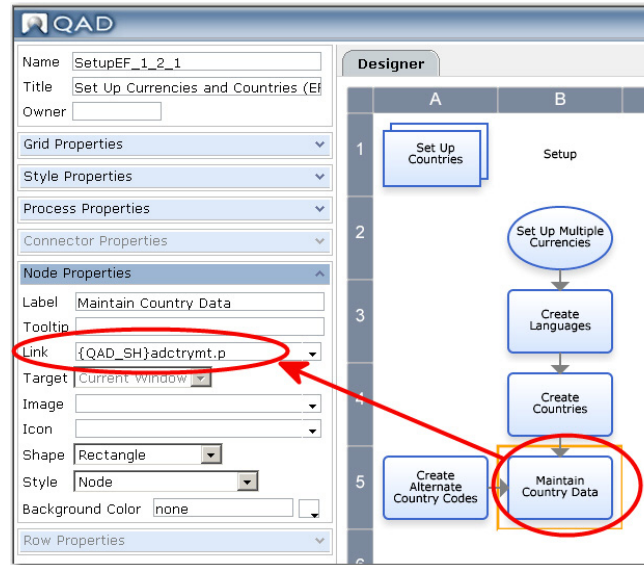 QAD
Name SetupEF_1_2_1
Title Set Up Currencies and Countries (EF
Owner
Grid Properties
Style Properties
Process Properties
Connector Properties
Node Properties
Label Maintain Country Data
Tooltip
Link {QAD_SH}adctrymt.p
Target Current Window
Image
Icon
Shape Rectangle
Style Node
Background Color none
Row Properties
Designer
A B
1
Set Up
Countries
Setup
2
Set Up Multiple
Currencies
3
Create
Languages
4
Create
Countries
5
Create
Alternate
Country Codes
Maintain
Country Data
6